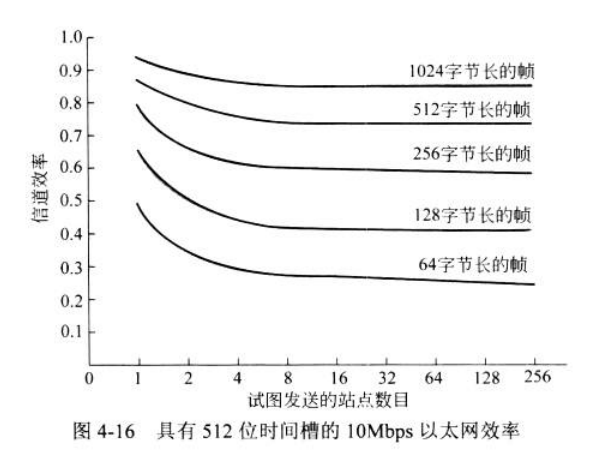 1.0
0.9
0.8
0.7
0.6
0.5
0.4
0.3
0.2
0.1
信道效率
1024字节长的帧
512字节长的帧
256字节长的帧
128字节长的帧
64字节长的帧
0 1 2 4 8 16 32 64 128 256
试图发送的站点数目
图 4-16 具有 512 位时间槽的 10Mbps 以太网效率